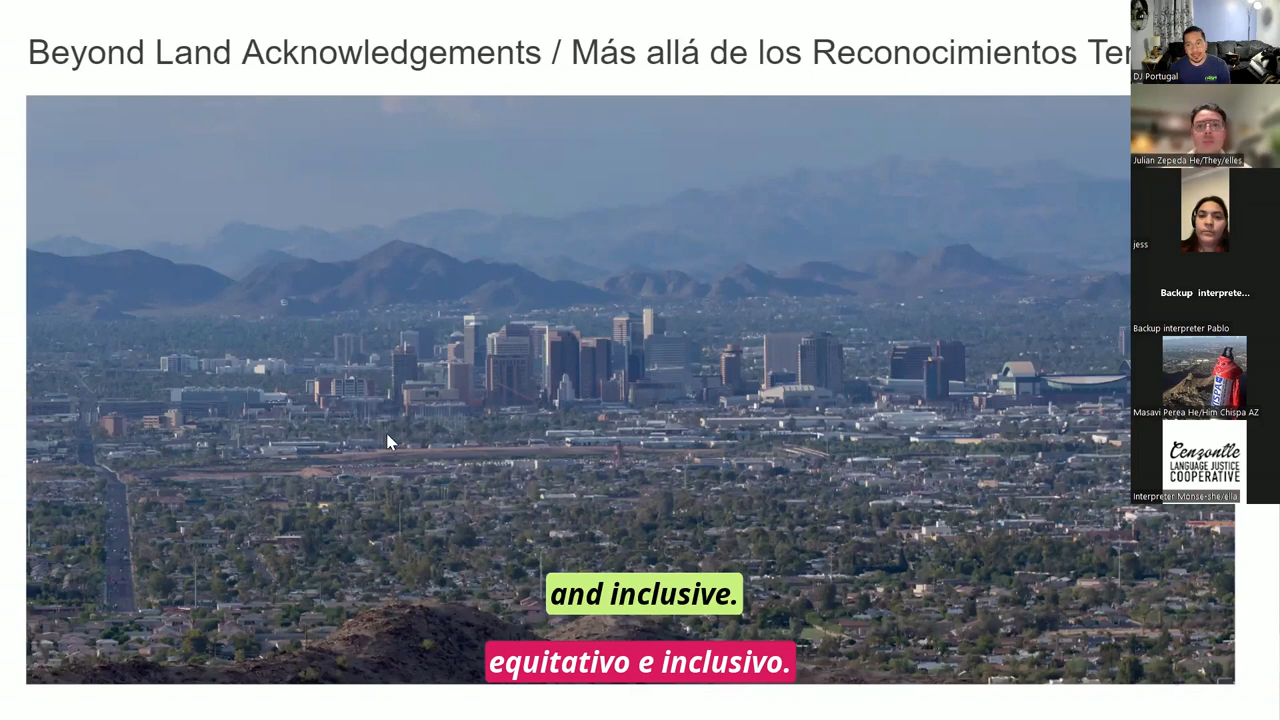 Beyond Land Acknowledgements / Más allá de los Reconocimientos
DJ Portugal
Julian Zepeda He/They/elles
jess
Backup interprete...
Backup interpreter Pablo
Masavi Perea He/Him Chispa AZ
Cenzontle
LANGUAGE JUSTICE
COOPERATIVE
Interpreter Monse-she/ella
and inclusive.
equitativo e inclusivo.